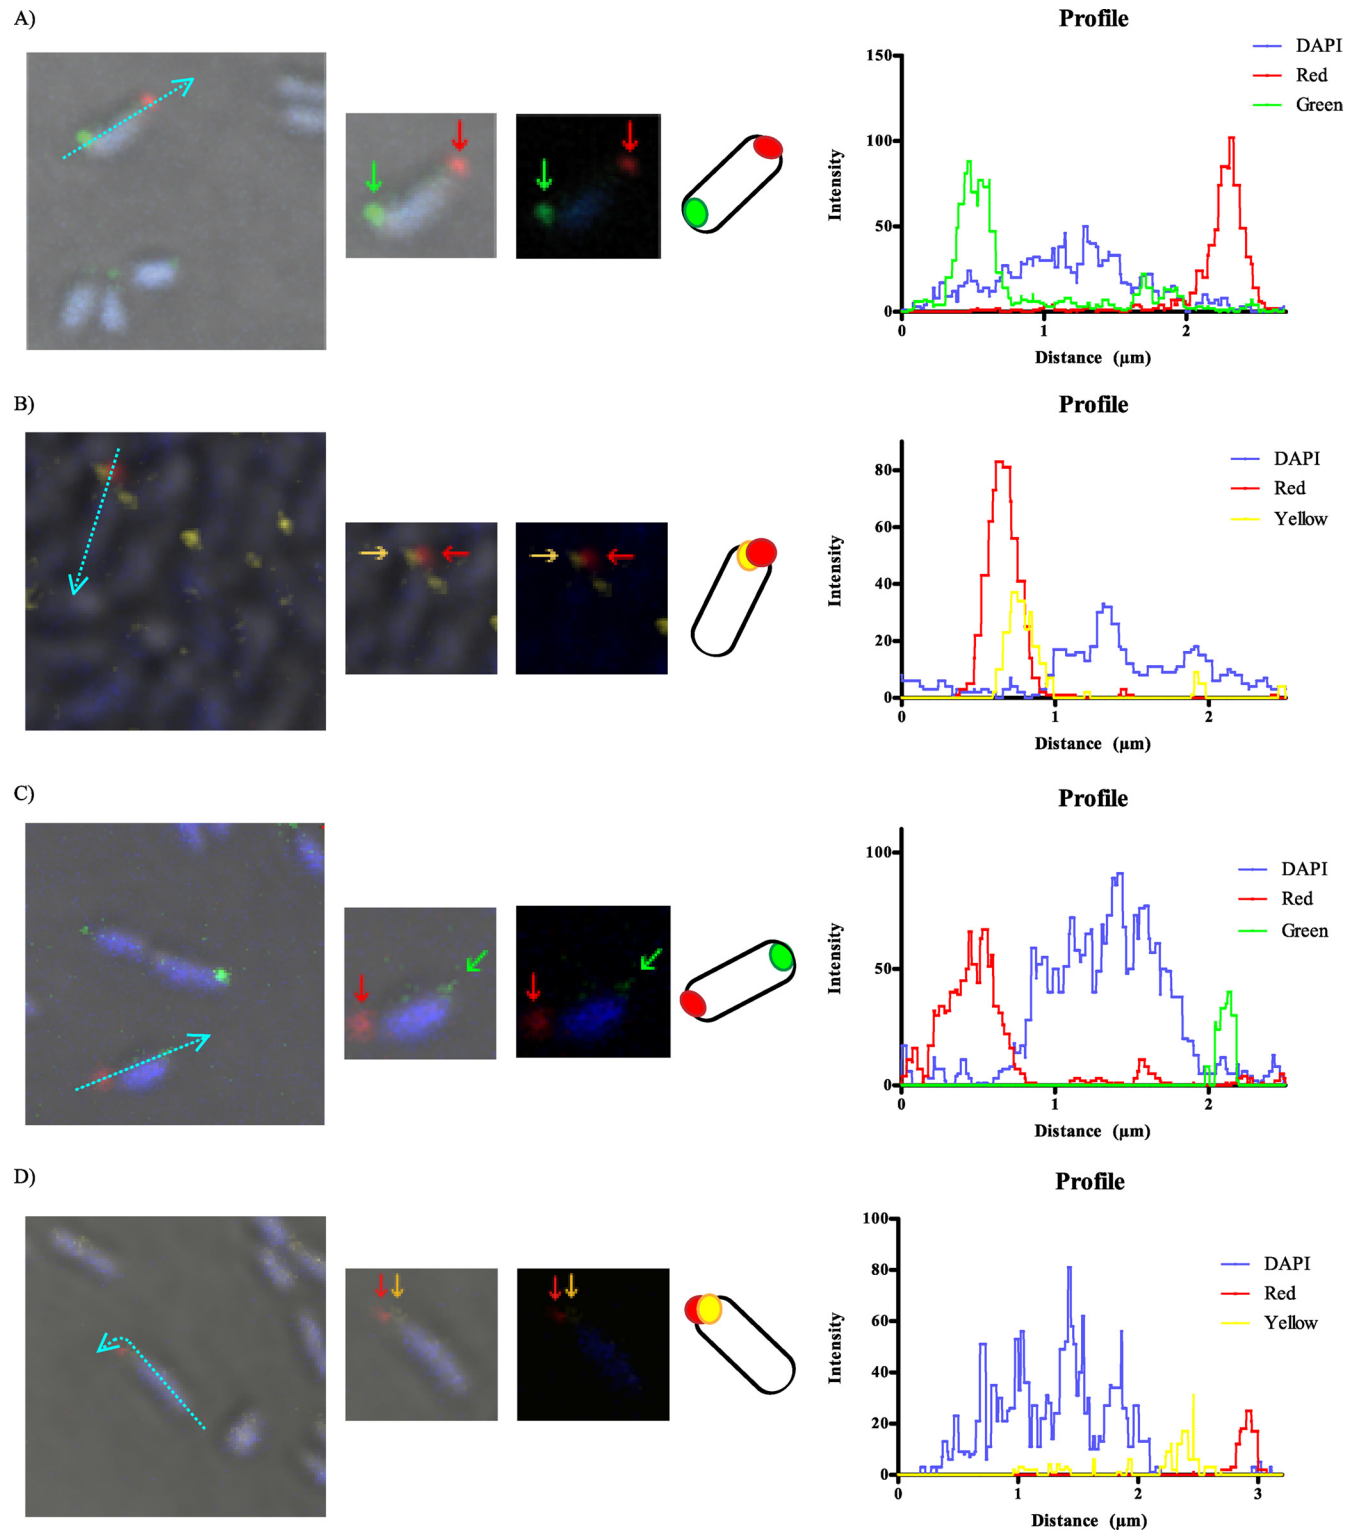 A)
Profile
DAPI
Red
Green
150
100
50
0
Intensity
0 1 2
Distance (µm)
B)
Profile
DAPI
Red
Yellow
80
60
40
20
0
Intensity
0 1 2
Distance (µm)
C)
Profile
DAPI
Red
Green
100
50
0
Intensity
0 1 2
Distance (µm)
D)
Profile
DAPI
Red
Yellow
100
80
60
40
20
0
Intensity
0 1 2 3
Distance (µm)